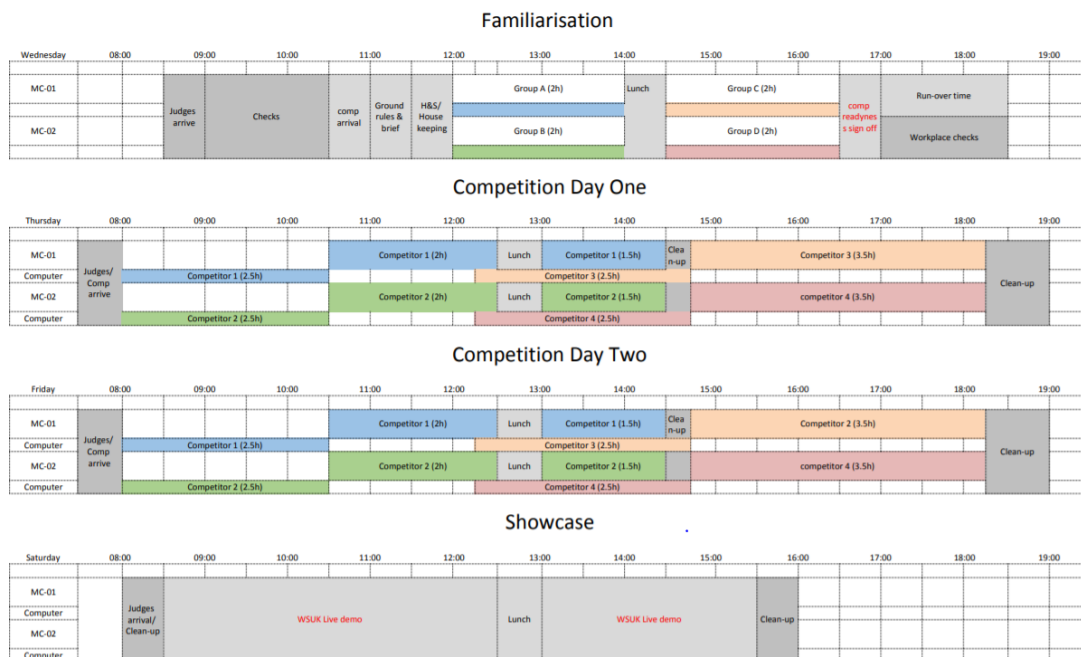 Familiarisation
Wednesday 08:00 09:00 10:00 11:00 12:00 13:00 14:00 15:00 16:00 17:00 18:00 19:00
MC-01
MC-02
Judges
arrive
Checks
comp
arrival
Ground
rules &
brief
H&S/
House
keeping
Group A (2h)
Group B (2h)
Lunch
Group C (2h)
Group D (2h)
comp
readynes
s sign off
Run-over time
Workplace checks
Competition Day One
Thursday 08:00 09:00 10:00 11:00 12:00 13:00 14:00 15:00 16:00 17:00 18:00 19:00
MC-01
Computer
MC-02
Computer
Judges/
Comp
arrive
Competitor 1 (2h)
Lunch
Competitor 1 (1.5h)
Clea
n-up
Competitor 3 (3.5h)
Competitor 1 (2.5h)
Competitor 3 (2.5h)
Competitor 2 (2h)
Lunch
Competitor 2 (1.5h)
competitor 4 (3.5h)
Competitor 2 (2.5h)
Competitor 4 (2.5h)
Clean-up
Competition Day Two
Friday 08:00 09:00 10:00 11:00 12:00 13:00 14:00 15:00 16:00 17:00 18:00 19:00
MC-01
Computer
MC-02
Computer
Judges/
Comp
arrive
Competitor 1 (2h)
Lunch
Competitor 1 (1.5h)
Clea
n-up
Competitor 2 (3.5h)
Competitor 1 (2.5h)
Competitor 3 (2.5h)
Competitor 2 (2h)
Lunch
Competitor 2 (1.5h)
competitor 4 (3.5h)
Competitor 2 (2.5h)
Competitor 4 (2.5h)
Clean-up
Showcase
Saturday 08:00 09:00 10:00 11:00 12:00 13:00 14:00 15:00 16:00 17:00 18:00 19:00
MC-01
Computer
MC-02
Computer
Judges
arrival/
Clean-up
WSUK Live demo
Lunch
WSUK Live demo
Clean-up